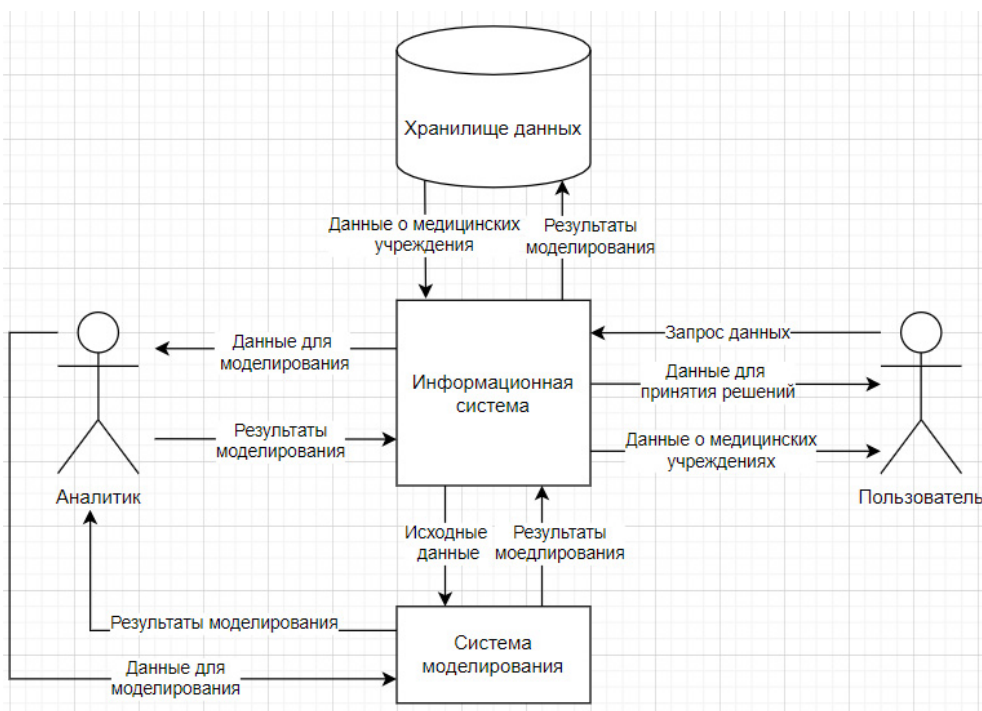 Хранилище данных
Данные о медицинских
учреждения
Результаты
моделирования
Данные для
моделирования
Запрос данных
Информационная
система
Данные для
принятия решений
Результаты
моделирования
Данные о медицинских
учреждениях
Аналитик
Пользователь
Исходные
данные
Результаты
моедлирования
Результаты моделирования
Система
моделирования
Данные для
моделирования